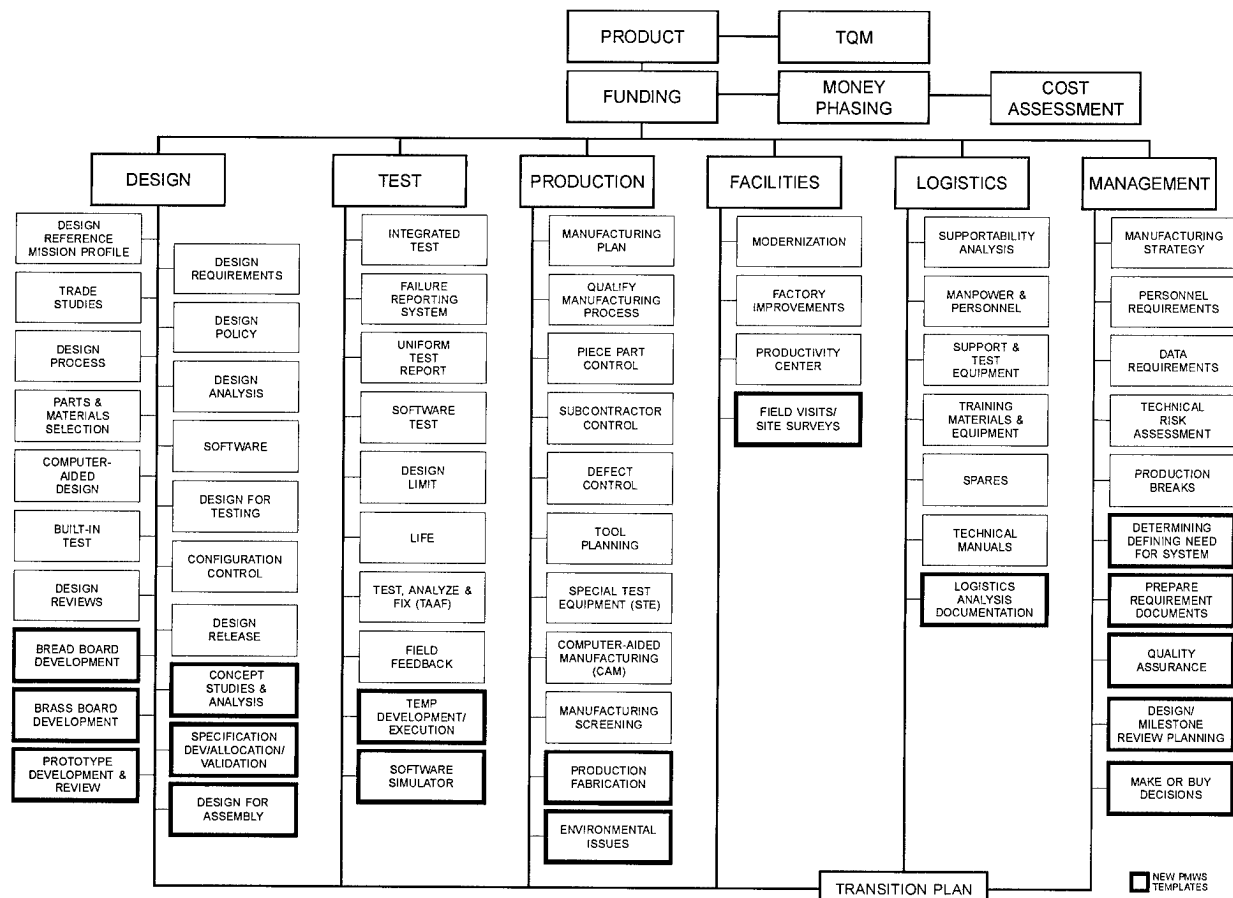 PRODUCT
TQM
FUNDING
MONEY
PHASING
COST
ASSESSMENT
DESIGN
TEST
PRODUCTION
FACILITIES
LOGISTICS
MANAGEMENT
DESIGN
REFERENCE
MISSION PROFILE
TRADE
STUDIES
DESIGN
PROCESS
PARTS &
MATERIALS
SELECTION
COMPUTER-
AIDED
DESIGN
BUILT-IN
TEST
DESIGN
REVIEWS
BREAD BOARD
DEVELOPMENT
BRASS BOARD
DEVELOPMENT
PROTOTYPE
DEVELOPMENT &
REVIEW
DESIGN
REQUIREMENTS
DESIGN
POLICY
DESIGN
ANALYSIS
SOFTWARE
DESIGN FOR
TESTING
CONFIGURATION
CONTROL
DESIGN
RELEASE
CONCEPT
STUDIES &
ANALYSIS
SPECIFICATION
DEV/ALLOCATION/
VALIDATION
DESIGN FOR
ASSEMBLY
INTEGRATED
TEST
FAILURE
REPORTING
SYSTEM
UNIFORM
TEST
REPORT
SOFTWARE
TEST
DESIGN
LIMIT
LIFE
TEST, ANALYZE &
FIX (TAAF)
FIELD
FEEDBACK
TEMP
DEVELOPMENT/
EXECUTION
SOFTWARE
SIMULATOR
MANUFACTURING
PLAN
QUALIFY
MANUFACTURING
PROCESS
PIECE PART
CONTROL
SUBCONTRACTOR
CONTROL
DEFECT
CONTROL
TOOL
PLANNING
SPECIAL TEST
EQUIPMENT (STE)
COMPUTER-AIDED
MANUFACTURING
(CAM)
MANUFACTURING
SCREENING
PRODUCTION
FABRICATION
ENVIRONMENTAL
ISSUES
MODERNIZATION
FACTORY
IMPROVEMENTS
PRODUCTIVITY
CENTER
FIELD VISITS/
SITE SURVEYS
SUPPORTABILITY
ANALYSIS
MANPOWER &
PERSONNEL
SUPPORT &
TEST
EQUIPMENT
TRAINING
MATERIALS &
EQUIPMENT
SPARES
TECHNICAL
MANUALS
LOGISTICS
ANALYSIS
DOCUMENTATION
MANUFACTURING
STRATEGY
PERSONNEL
REQUIREMENTS
DATA
REQUIREMENTS
TECHNICAL
RISK
ASSESSMENT
PRODUCTION
BREAKS
DETERMINING
DEFINING NEED
FOR SYSTEM
PREPARE
REQUIREMENT
DOCUMENTS
QUALITY
ASSURANCE
DESIGN/
MILESTONE
REVIEW PLANNING
MAKE OR BUY
DECISIONS
TRANSITION PLAN
NEW PMWS
TEMPLATES